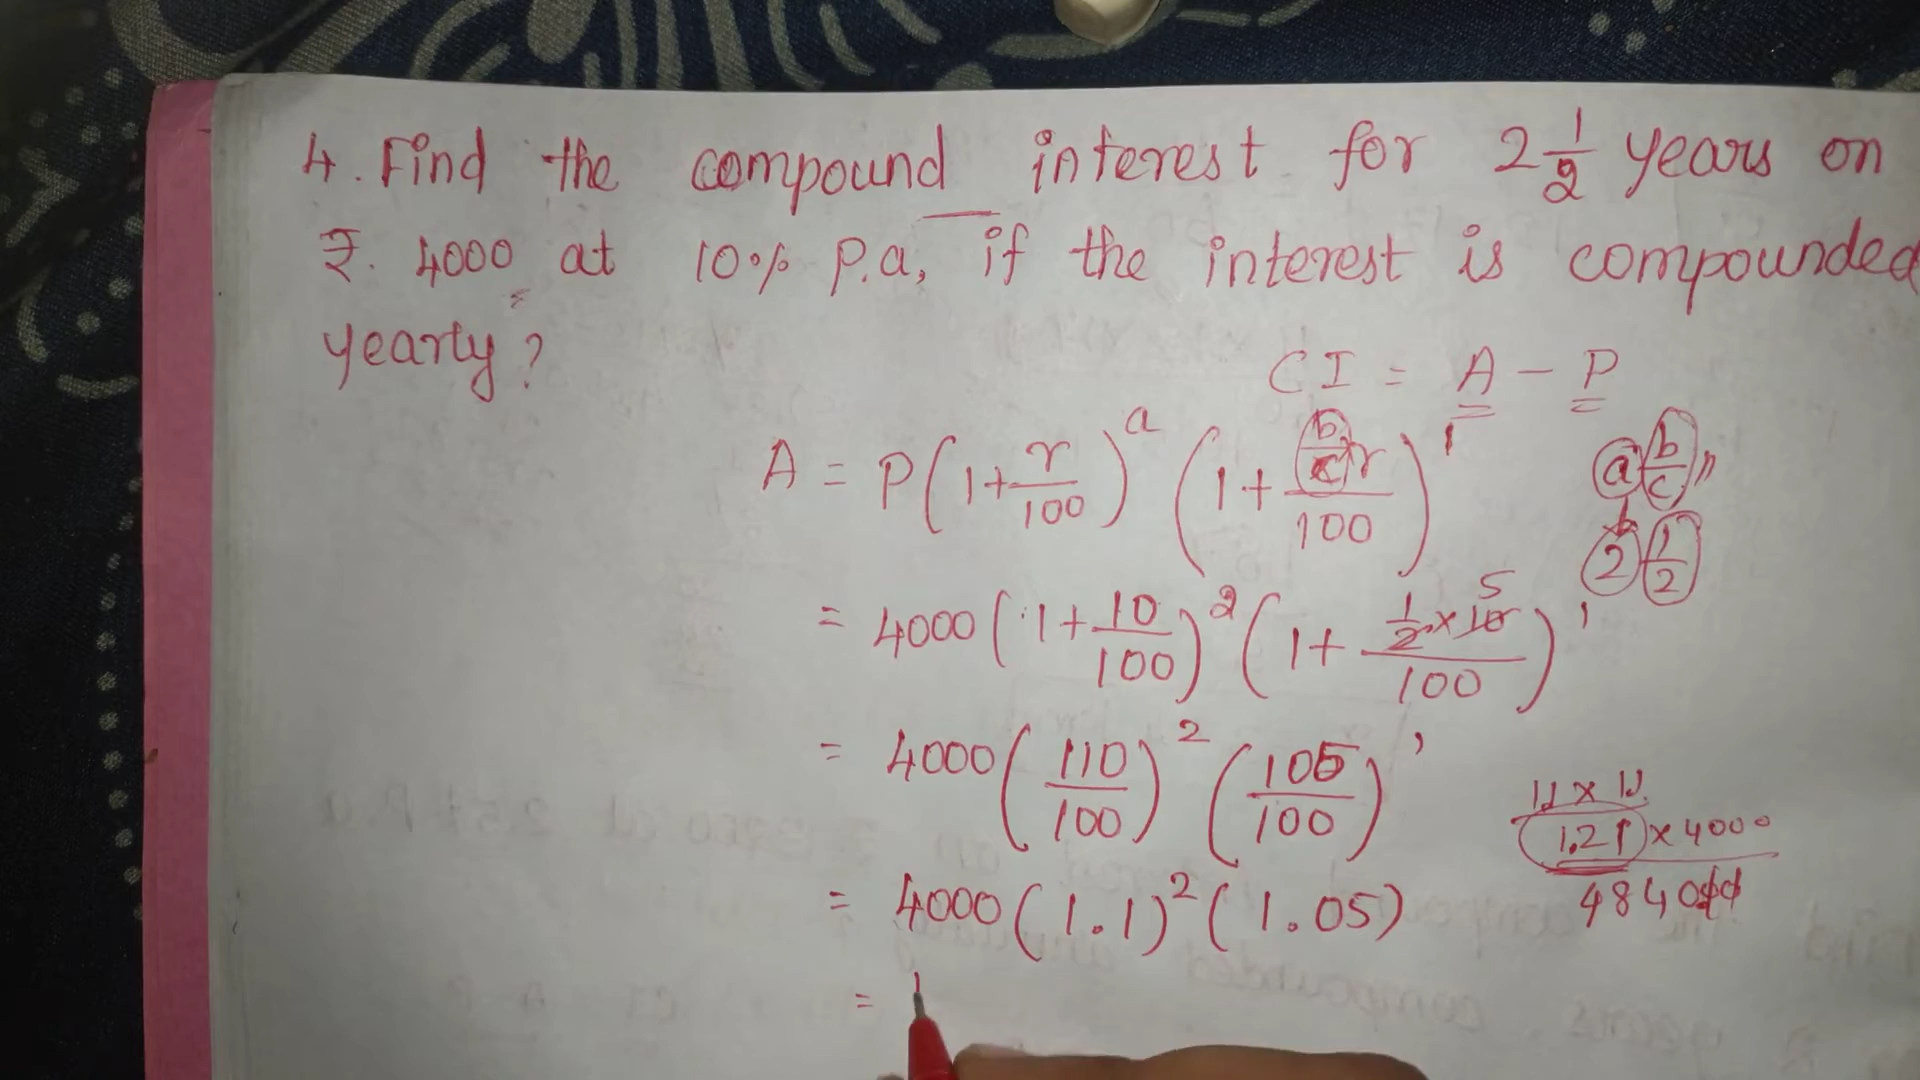 4. Find the compound interest for 2 1/2 years on
₹. 4000 at 10% P.a, if the interest is compounded
yearly?
CI = A - P
A = P(1+r/100)^a (1+(b/c)r/100)^1
a b/c
2 1/2
= 4000(1+10/100)^2 (1+1/2×10/100)^1
5
= 4000(110/100)^2 (105/100)^1
11 × 11
1.21 × 4000
484000
= 4000(1.1)^2(1.05)
=